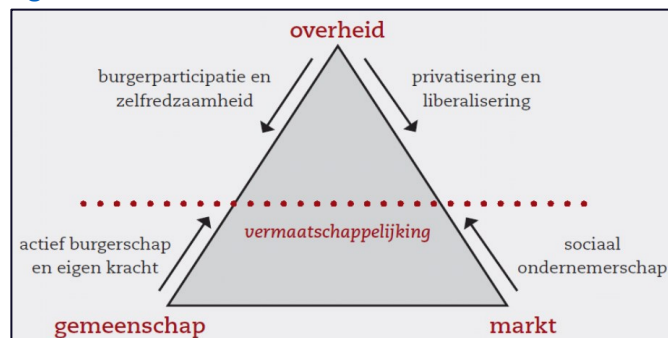 overheid
burgerparticipatie en
zelfredzaamheid
privatisering en
liberalisering
vermaatschappelijking
actief burgerschap
en eigen kracht
sociaal
ondernemerschap
gemeenschap
markt